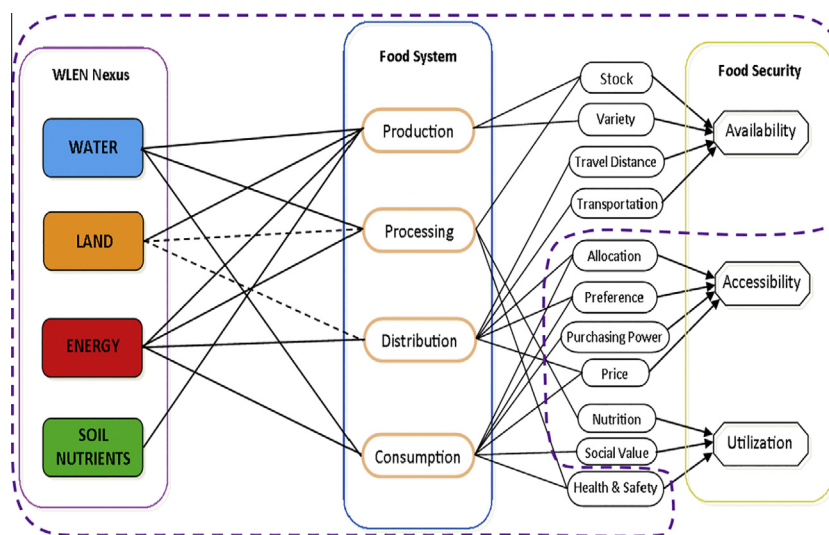 WLEN Nexus
WATER
LAND
ENERGY
SOIL
NUTRIENTS
Food System
Production
Processing
Distribution
Consumption
Stock
Variety
Travel Distance
Transportation
Allocation
Preference
Purchasing Power
Price
Nutrition
Social Value
Health & Safety
Food Security
Availability
Accessibility
Utilization